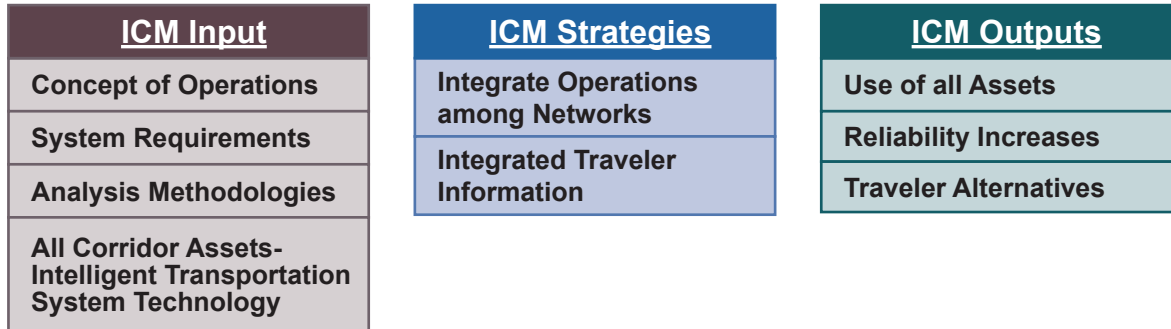 ICM Input
Concept of Operations
System Requirements
Analysis Methodologies
All Corridor Assets-
Intelligent Transportation
System Technology
ICM Strategies
Integrate Operations
among Networks
Integrated Traveler
Information
ICM Outputs
Use of all Assets
Reliability Increases
Traveler Alternatives